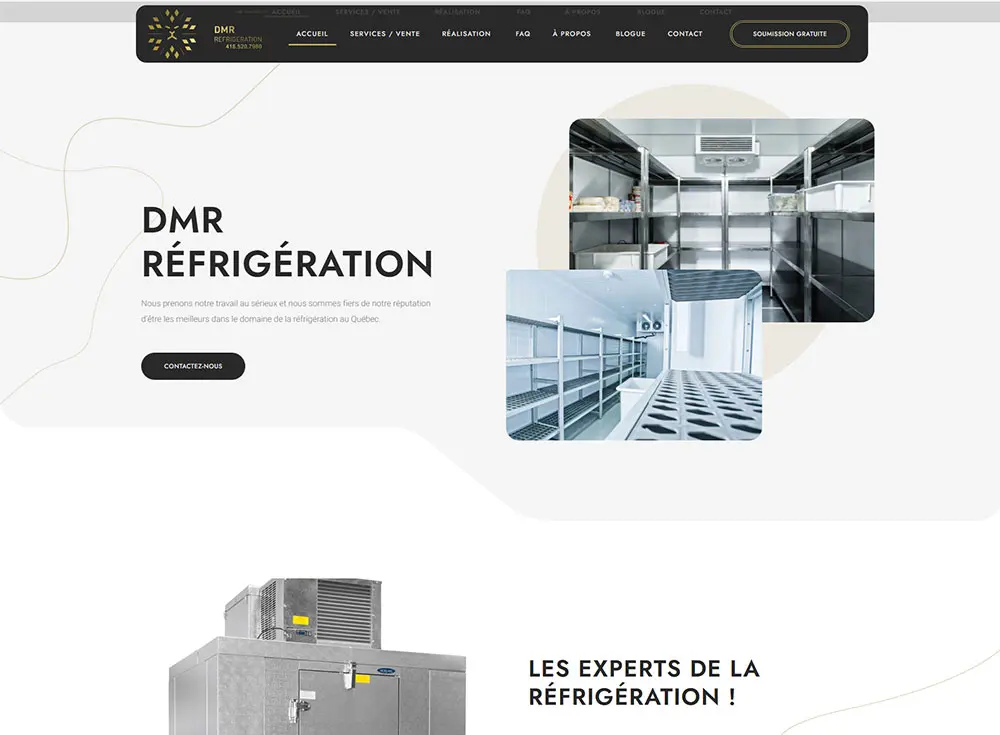 ACCUEIL SERVICES / VENTE RÉALISATION FAQ À PROPOS BLOGUE CONTACT
DMR
RÉFRIGÉRATION
418.520.7980
ACCUEIL SERVICES / VENTE RÉALISATION FAQ À PROPOS BLOGUE CONTACT SOUMISSION GRATUITE
DMR
RÉFRIGÉRATION
Nous prenons notre travail au sérieux et nous sommes fiers de notre réputation
d'être les meilleurs dans le domaine de la réfrigération au Québec.
CONTACTEZ-NOUS
LES EXPERTS DE LA
RÉFRIGÉRATION !